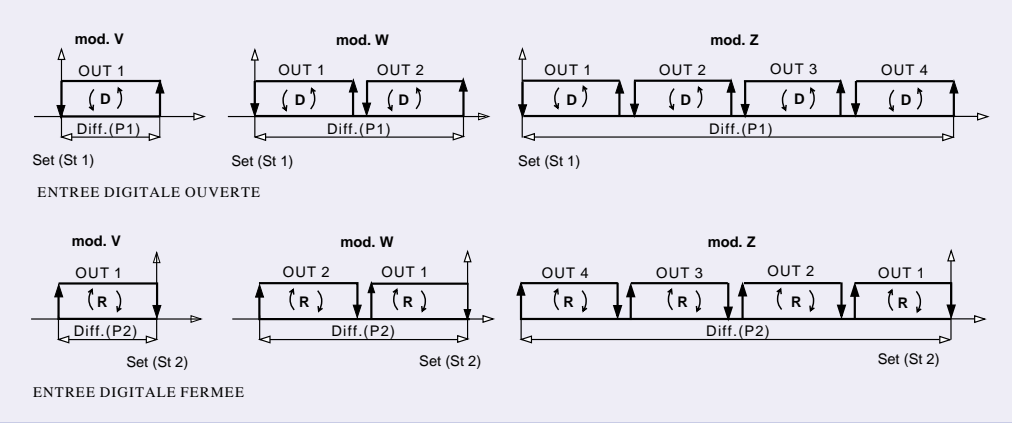 mod. V mod. W mod. Z
OUT 1 OUT 1 OUT 2 OUT 1 OUT 2 OUT 3 OUT 4
D D D D D D D
Diff.(P1) Diff.(P1) Diff.(P1)
Set (St 1) Set (St 1) Set (St 1)
ENTREE DIGITALE OUVERTE
mod. V mod. W mod. Z
OUT 1 OUT 2 OUT 1 OUT 4 OUT 3 OUT 2 OUT 1
R R R R R R R
Diff.(P2) Diff.(P2) Diff.(P2)
Set (St 2) Set (St 2) Set (St 2)
ENTREE DIGITALE FERMEE